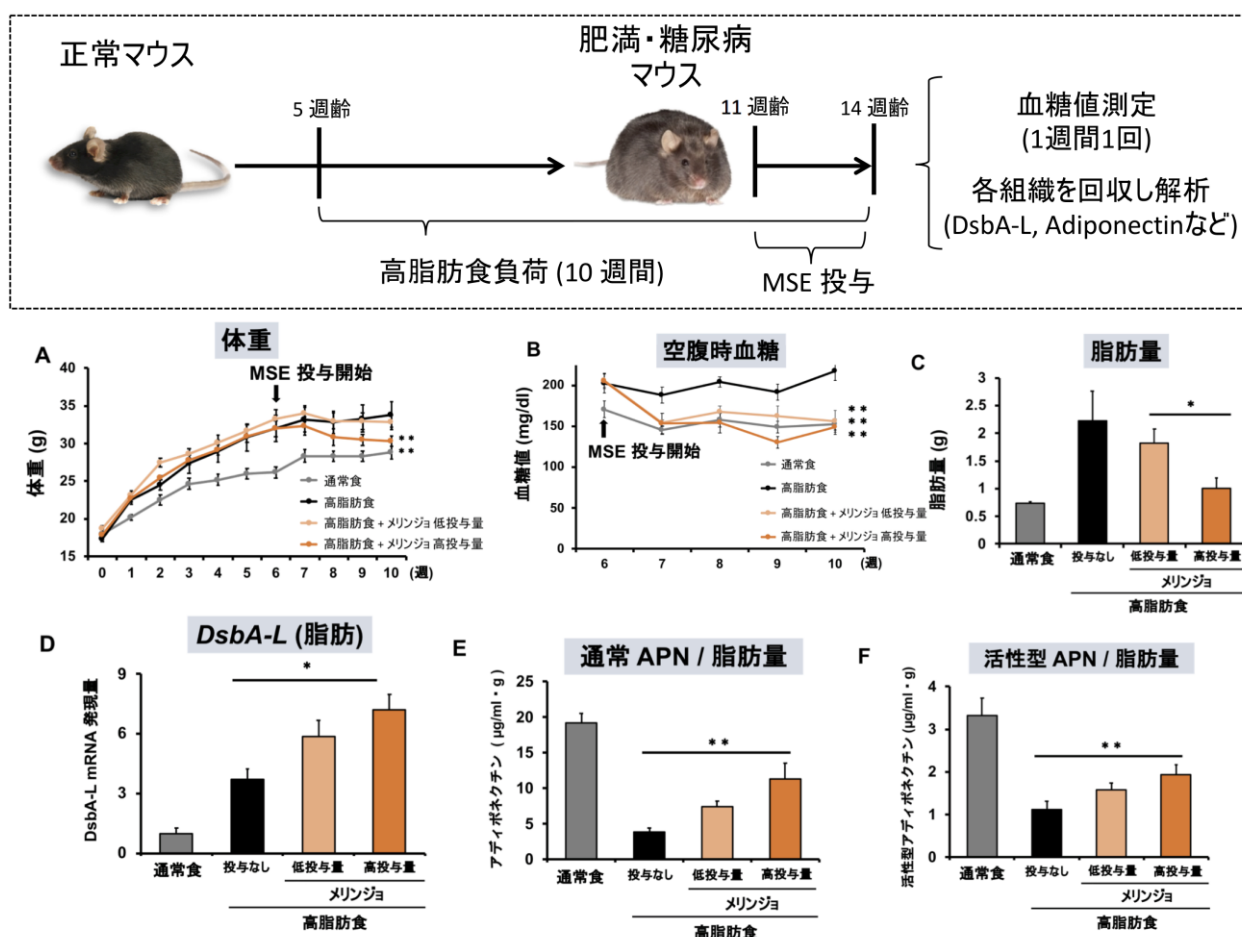 正常マウス
肥満・糖尿病
マウス
5 週齢
11 週齢
14 週齢
高脂肪食負荷 (10 週間)
MSE 投与
血糖値測定
(1週間1回)
各組織を回収し解析
(DsbA-L, Adiponectinなど)
A
体重
MSE 投与開始
体重 (g)
35
30
25
20
15
0 1 2 3 4 5 6 7 8 9 10 (週)
通常食
高脂肪食
高脂肪食 + メリンジョ 低投与量
高脂肪食 + メリンジョ 高投与量
**
**
B
空腹時血糖
血糖値 (mg/dl)
200
150
100
50
0
MSE 投与開始
通常食
高脂肪食
高脂肪食 + メリンジョ 低投与量
高脂肪食 + メリンジョ 高投与量
**
**
**
6 7 8 9 10 (週)
C
脂肪量
脂肪量 (g)
3
2.5
2
1.5
1
0.5
0
*
通常食 投与なし 低投与量 高投与量
メリンジョ
高脂肪食
D
DsbA-L (脂肪)
DsbA-L mRNA 発現量
9
6
3
0
*
通常食 投与なし 低投与量 高投与量
メリンジョ
高脂肪食
E
通常 APN / 脂肪量
アディポネクチン ( μg/ml・g)
25
20
15
10
5
0
**
通常食 投与なし 低投与量 高投与量
メリンジョ
高脂肪食
F
活性型 APN / 脂肪量
活性型アディポネクチン (μg/ml・g)
4
3
2
1
0
**
通常食 投与なし 低投与量 高投与量
メリンジョ
高脂肪食